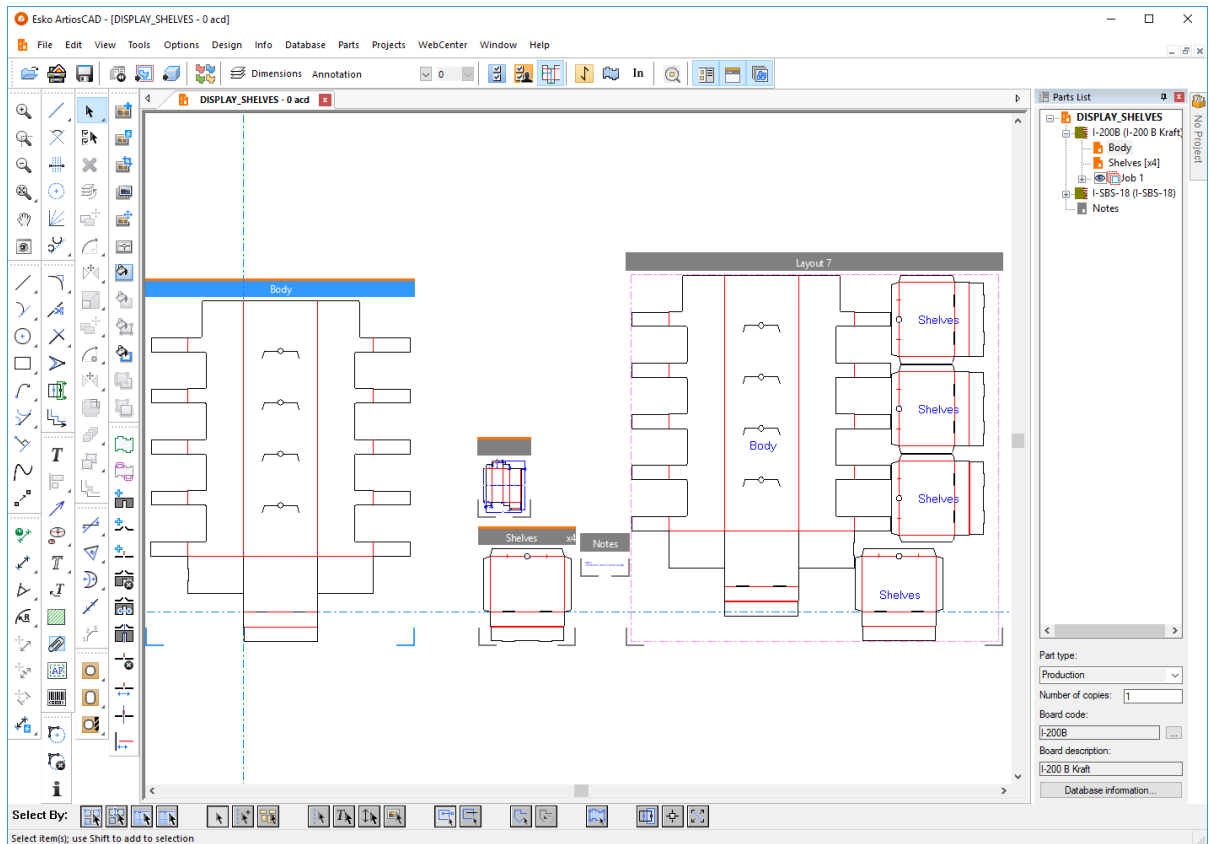 Esko ArtiosCAD - [DISPLAY_SHELVES - 0 acd]
File Edit View Tools Options Design Info Database Parts Projects WebCenter Window Help
Dimensions Annotation 0 In
DISPLAY_SHELVES - 0 acd
Parts List
No Project
DISPLAY_SHELVES
I-200B (I-200 B Kraft)
Body
Shelves [x4]
Job 1
I-SBS-18 (I-SBS-18)
Notes
Layout 7
Body
Shelves
Shelves
Body
Shelves
Shelves x4
Notes
Shelves
Part type:
Production
Number of copies: 1
Board code:
I-200B ...
Board description:
I-200 B Kraft
Database information...
Select By:
Select item(s); use Shift to add to selection